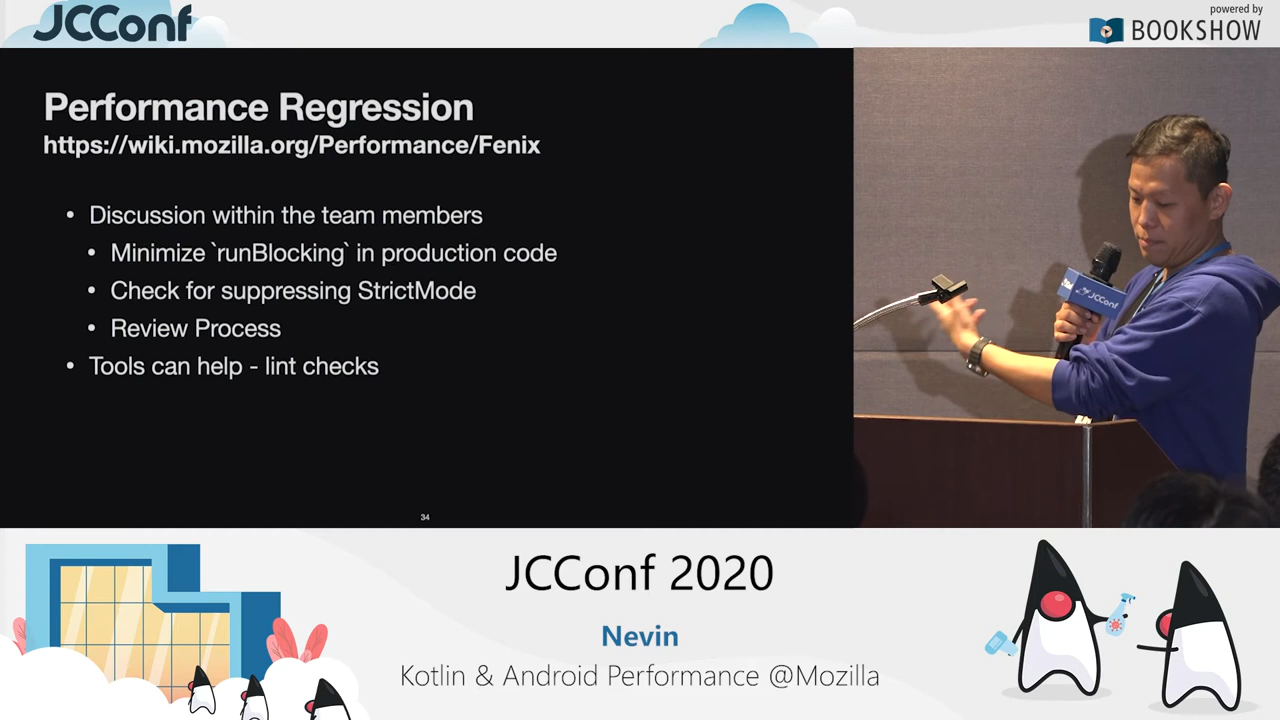 JCConf
powered by
BOOKSHOW
Performance Regression
https://wiki.mozilla.org/Performance/Fenix
• Discussion within the team members
• Minimize `runBlocking` in production code
• Check for suppressing StrictMode
• Review Process
• Tools can help - lint checks
34
JCConf
JCConf 2020
Nevin
Kotlin & Android Performance @Mozilla